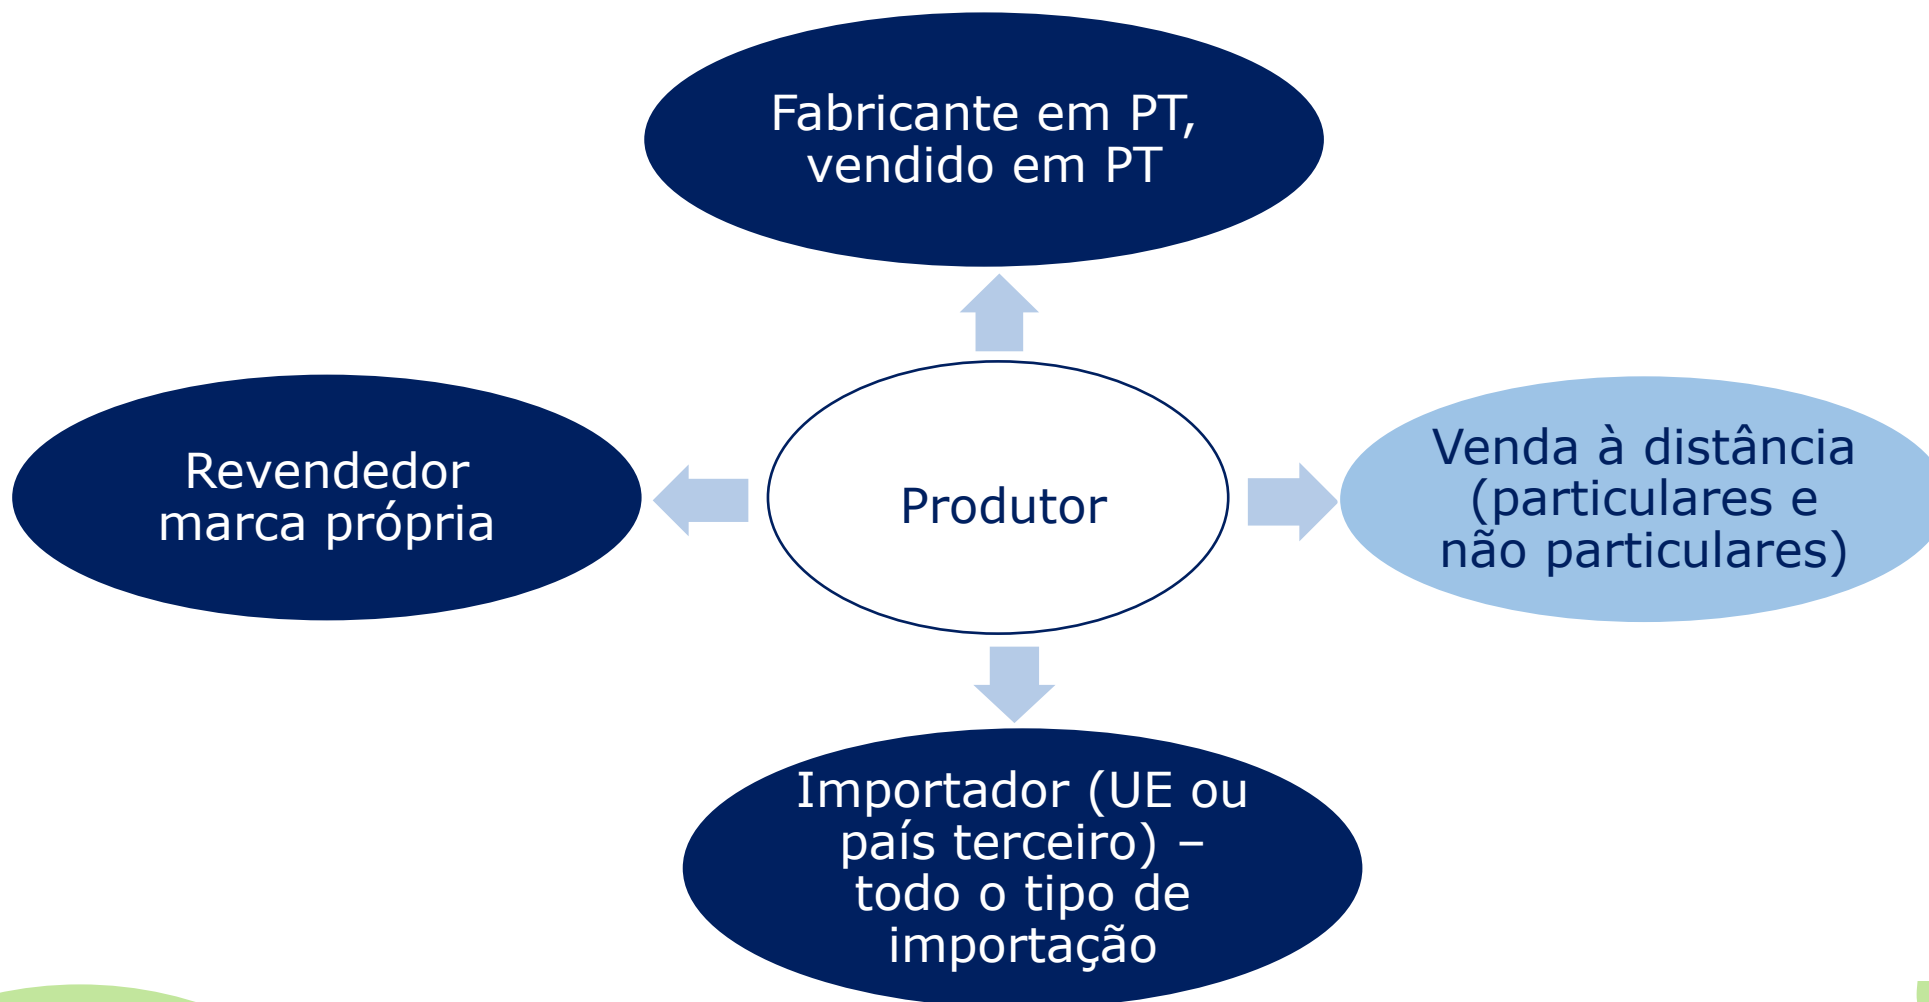 Fabricante em PT,
vendido em PT
Revendedor
marca própria
Produtor
Venda à distância
(particulares e
não particulares)
Importador (UE ou
país terceiro) –
todo o tipo de
importação